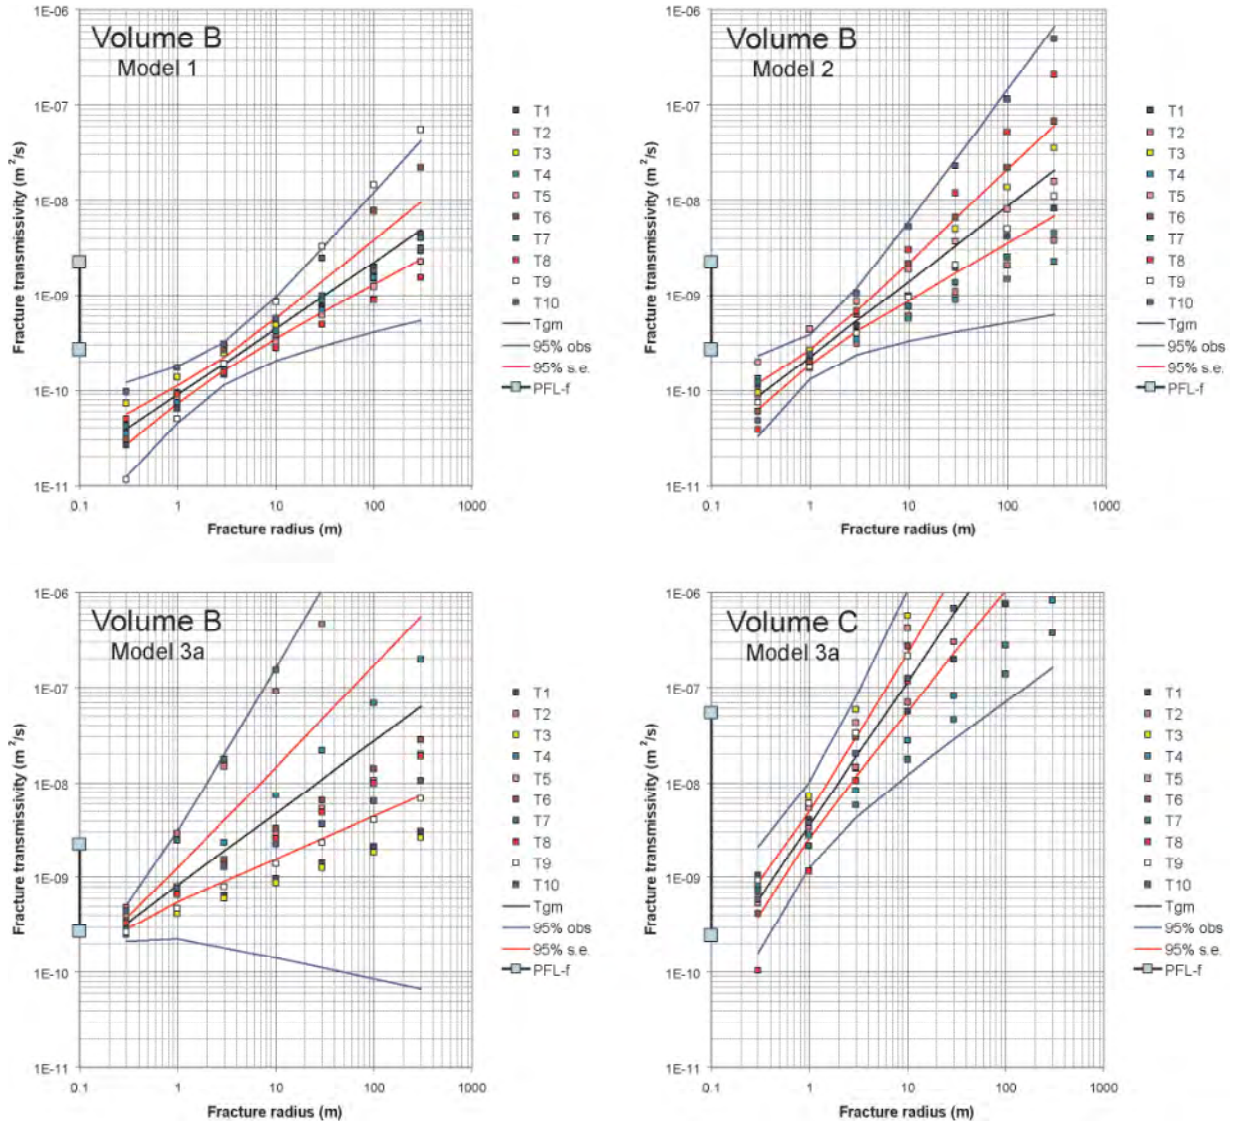 Volume B
Model 1
1E-06
1E-07
1E-08
1E-09
1E-10
1E-11
Fracture transmissivity (m²/s)
0.1 1 10 100 1000
Fracture radius (m)
T1
T2
T3
T4
T5
T6
T7
T8
T9
T10
Tgm
95% obs
95% s.e.
PFL-f
Volume B
Model 2
1E-06
1E-07
1E-08
1E-09
1E-10
1E-11
Fracture transmissivity (m²/s)
0.1 1 10 100 1000
Fracture radius (m)
T1
T2
T3
T4
T5
T6
T7
T8
T9
T10
Tgm
95% obs
95% s.e.
PFL-f
Volume B
Model 3a
1E-06
1E-07
1E-08
1E-09
1E-10
1E-11
Fracture transmissivity (m²/s)
0.1 1 10 100 1000
Fracture radius (m)
T1
T2
T3
T4
T5
T6
T7
T8
T9
T10
Tgm
95% obs
95% s.e.
PFL-f
Volume C
Model 3a
1E-06
1E-07
1E-08
1E-09
1E-10
1E-11
Fracture transmissivity (m²/s)
0.1 1 10 100 1000
Fracture radius (m)
T1
T2
T3
T4
T5
T6
T7
T8
T9
T10
Tgm
95% obs
95% s.e.
PFL-f